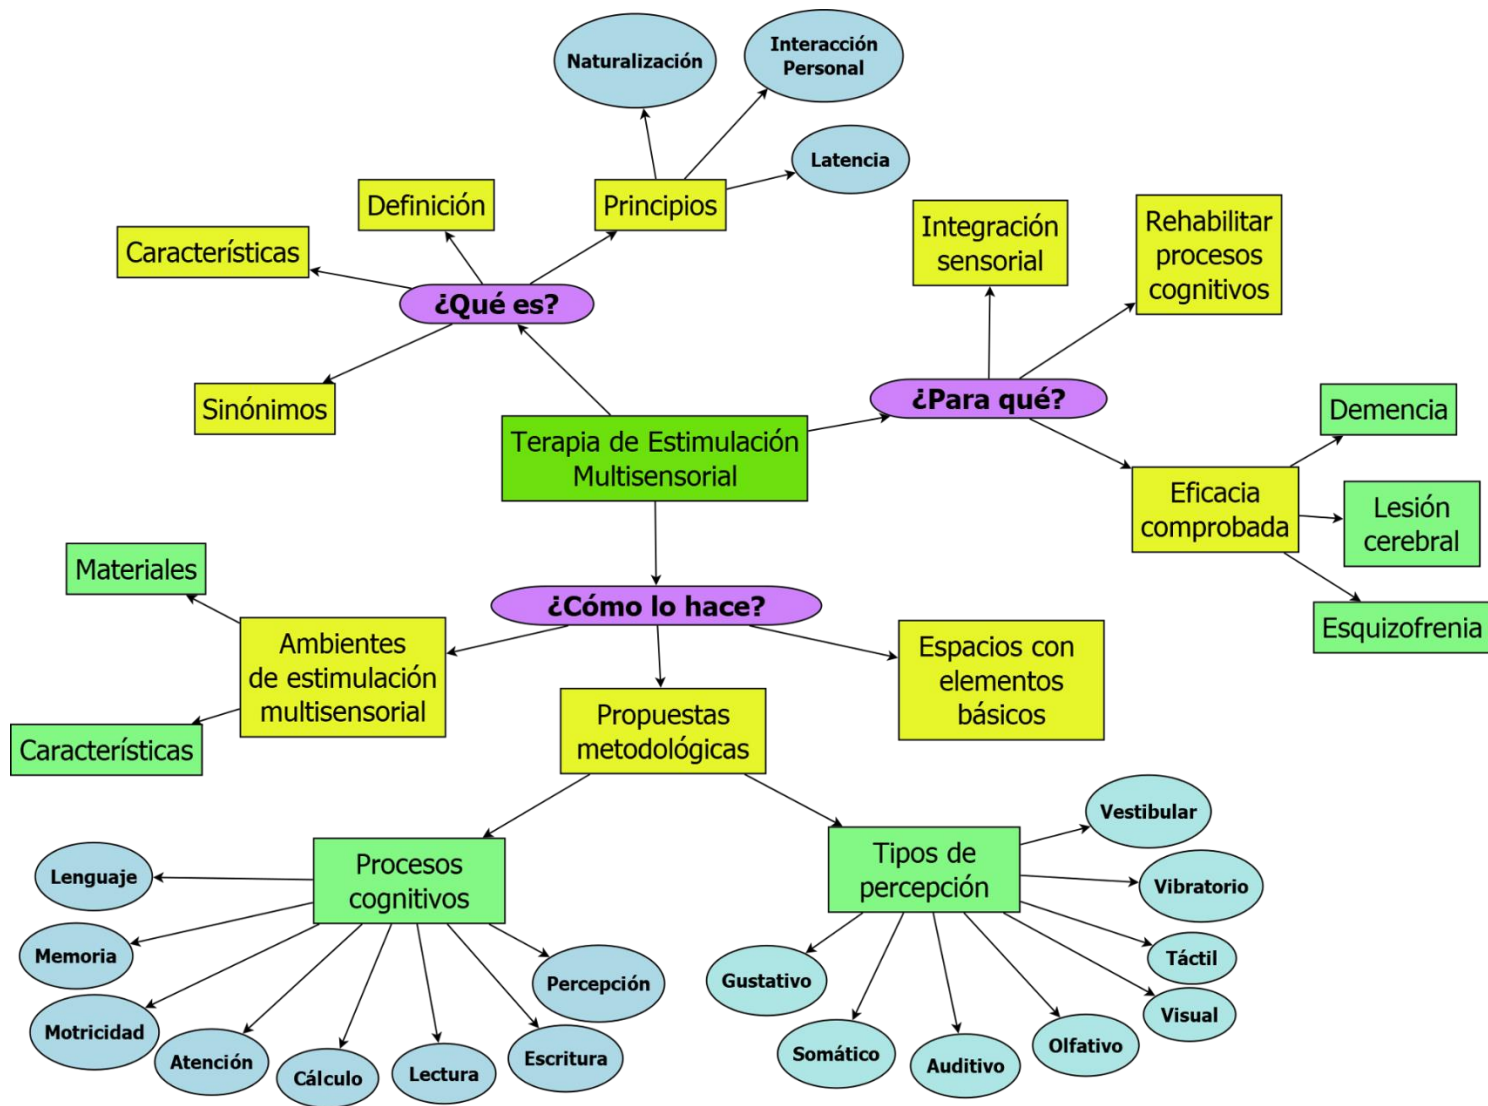 Naturalización
Interacción
Personal
Latencia
Definición
Principios
Características
¿Qué es?
Sinónimos
Integración
sensorial
Rehabilitar
procesos
cognitivos
¿Para qué?
Terapia de Estimulación
Multisensorial
Demencia
Eficacia
comprobada
Lesión
cerebral
Esquizofrenia
Materiales
¿Cómo lo hace?
Ambientes
de estimulación
multisensorial
Características
Propuestas
metodológicas
Espacios con
elementos
básicos
Procesos
cognitivos
Lenguaje
Memoria
Motricidad
Atención
Cálculo
Lectura
Escritura
Percepción
Tipos de
percepción
Vestibular
Vibratorio
Táctil
Visual
Olfativo
Auditivo
Somático
Gustativo